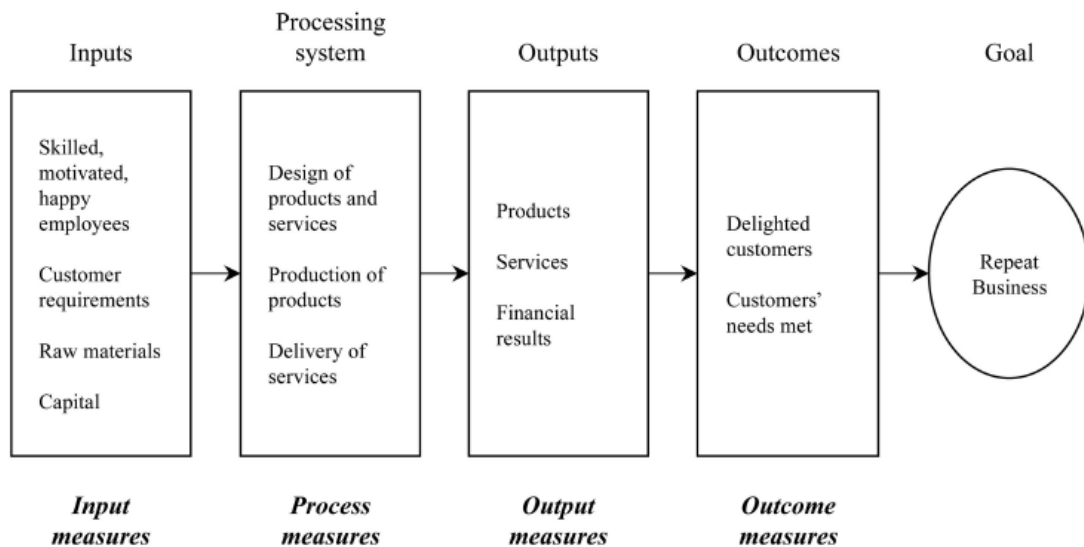 Inputs
Processing
system
Outputs
Outcomes
Goal
Skilled,
motivated,
happy
employees
Customer
requirements
Raw materials
Capital
Design of
products and
services
Production of
products
Delivery of
services
Products
Services
Financial
results
Delighted
customers
Customers’
needs met
Repeat
Business
Input
measures
Process
measures
Output
measures
Outcome
measures